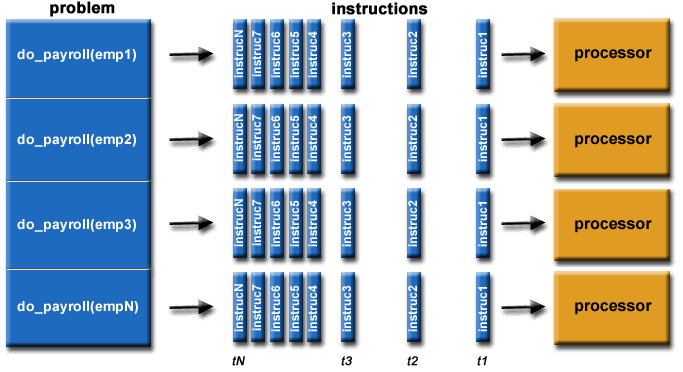 problem
instructions
do_payroll(emp1)
instrucN
instruc7
instruc6
instruc5
instruc4
instruc3
instruc2
instruc1
processor
do_payroll(emp2)
instrucN
instruc7
instruc6
instruc5
instruc4
instruc3
instruc2
instruc1
processor
do_payroll(emp3)
instrucN
instruc7
instruc6
instruc5
instruc4
instruc3
instruc2
instruc1
processor
do_payroll(empN)
instrucN
instruc7
instruc6
instruc5
instruc4
instruc3
instruc2
instruc1
processor
tN
t3
t2
t1